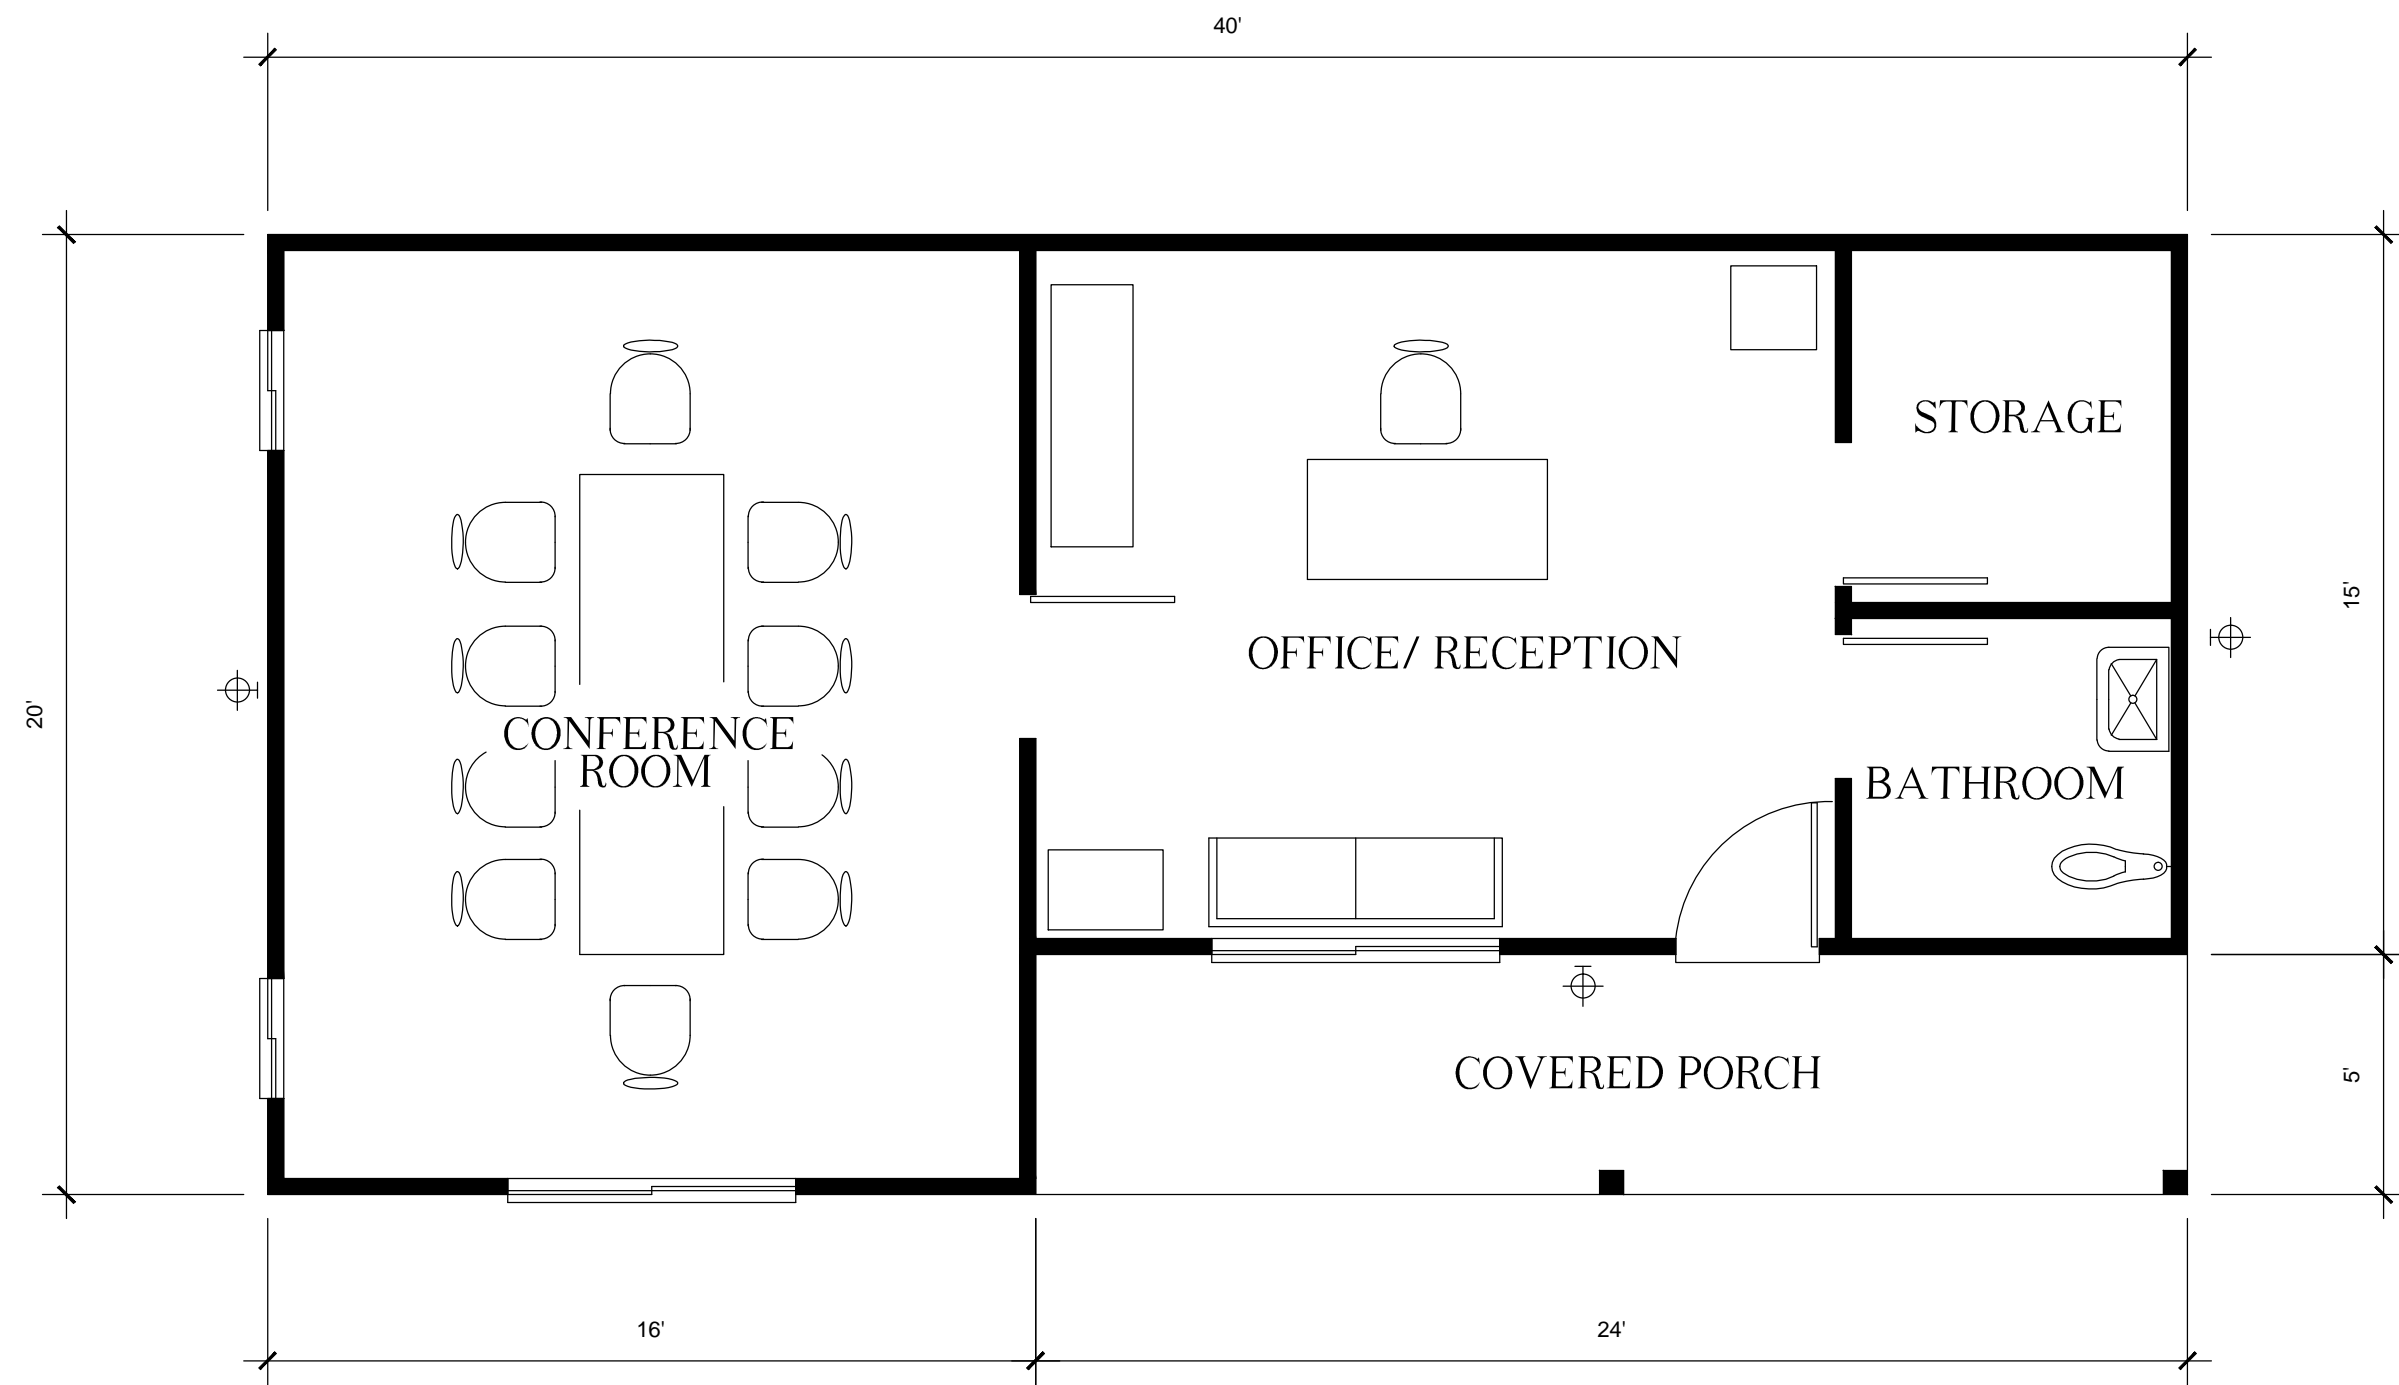 40'
STORAGE
15'
OFFICE/ RECEPTION
20'
CONFERENCE
ROOM
BATHROOM
COVERED PORCH
5'
16'
24'